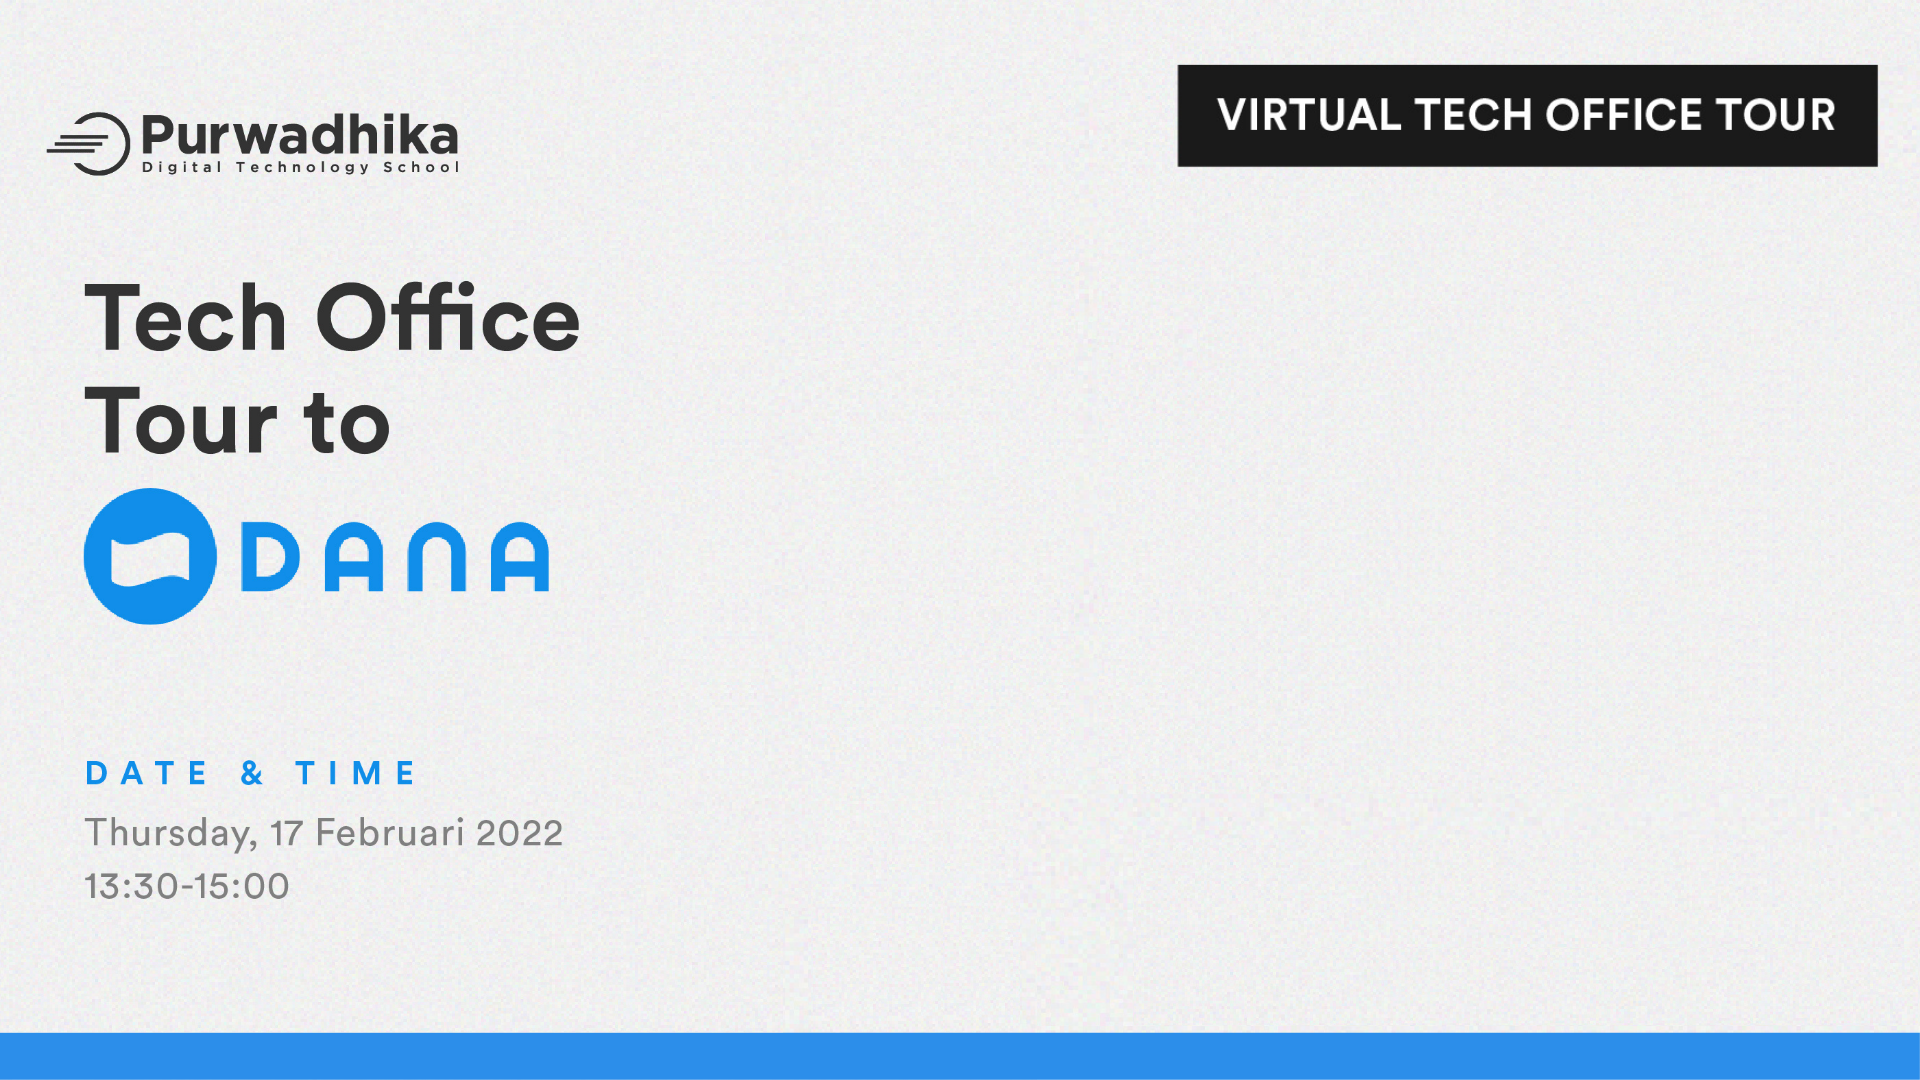 Purwadhika
Digital Technology School
VIRTUAL TECH OFFICE TOUR
Tech Office
Tour to
DANA
DATE & TIME
Thursday, 17 Februari 2022
13:30-15:00